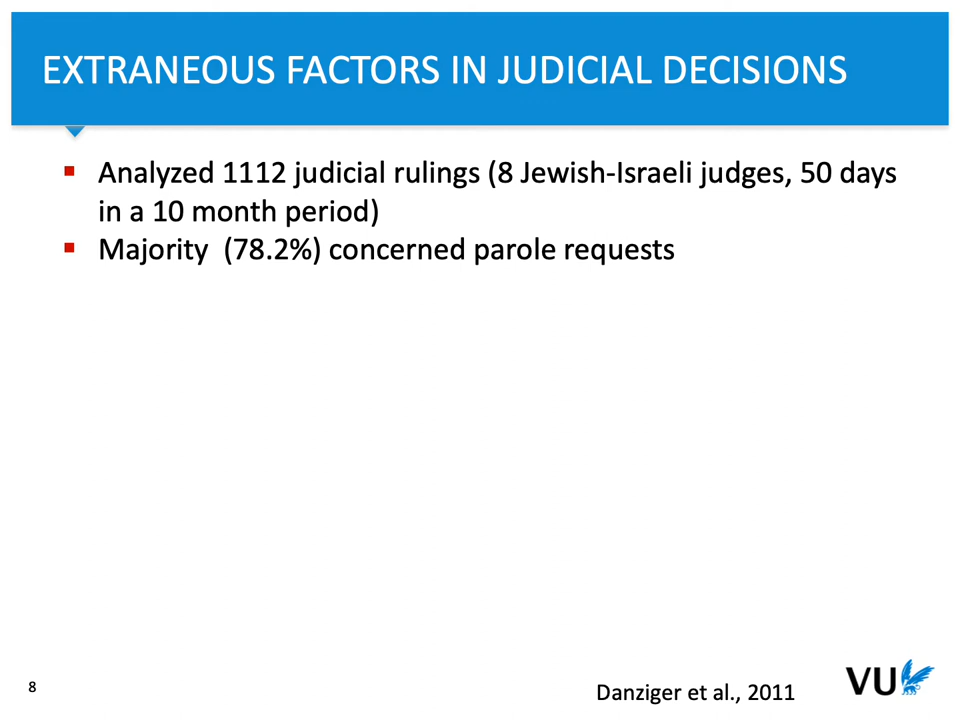 EXTRANEOUS FACTORS IN JUDICIAL DECISIONS
▪ Analyzed 1112 judicial rulings (8 Jewish-Israeli judges, 50 days
in a 10 month period)
▪ Majority (78.2%) concerned parole requests
8
Danziger et al., 2011
VU